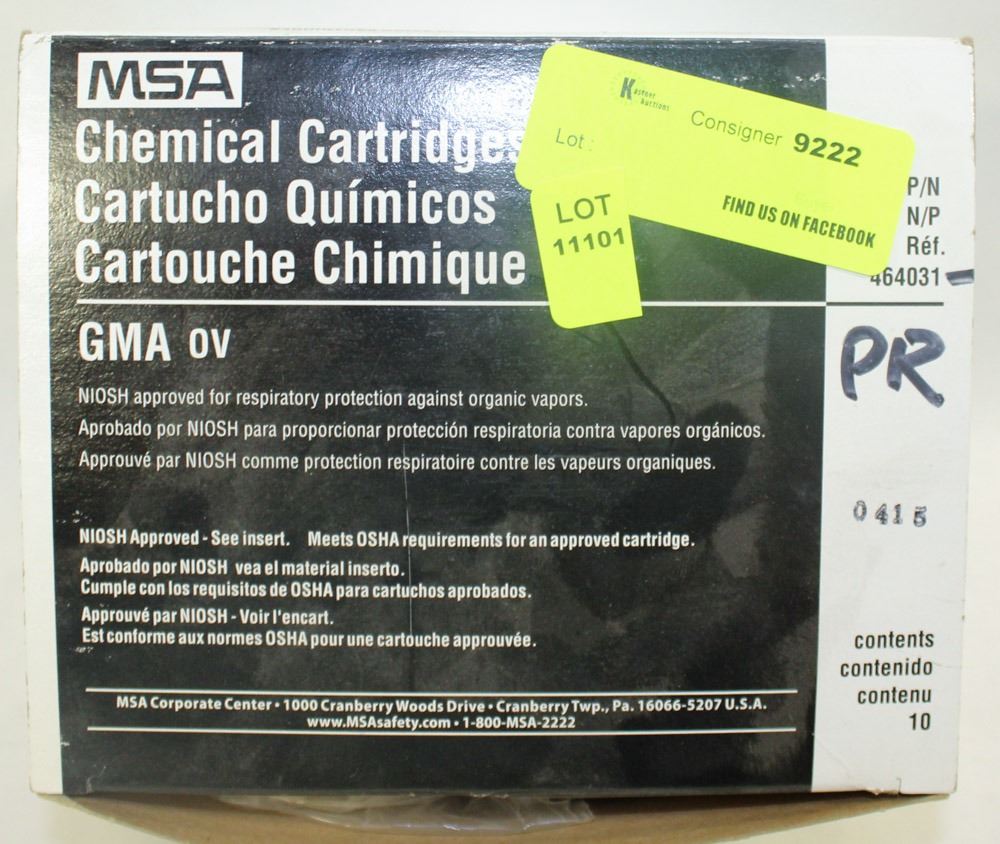 MSA
Chemical Cartridges
Cartucho Químicos
Cartouche Chimique
Kastner
Auctions
Consigner 9222
Lot:
FIND US ON FACEBOOK
LOT
11101
P/N
N/P
Réf.
464031
GMA OV
PR
NIOSH approved for respiratory protection against organic vapors.
Aprobado por NIOSH para proporcionar protección respiratoria contra vapores orgánicos.
Approuvé par NIOSH comme protection respiratoire contre les vapeurs organiques.
0415
NIOSH Approved - See insert. Meets OSHA requirements for an approved cartridge.
Aprobado por NIOSH vea el material inserto.
Cumple con los requisitos de OSHA para cartuchos aprobados.
Approuvé par NIOSH - Voir l'encart.
Est conforme aux normes OSHA pour une cartouche approuvée.
contents
contenido
contenu
10
MSA Corporate Center • 1000 Cranberry Woods Drive • Cranberry Twp., Pa. 16066-5207 U.S.A.
www.MSAsafety.com • 1-800-MSA-2222